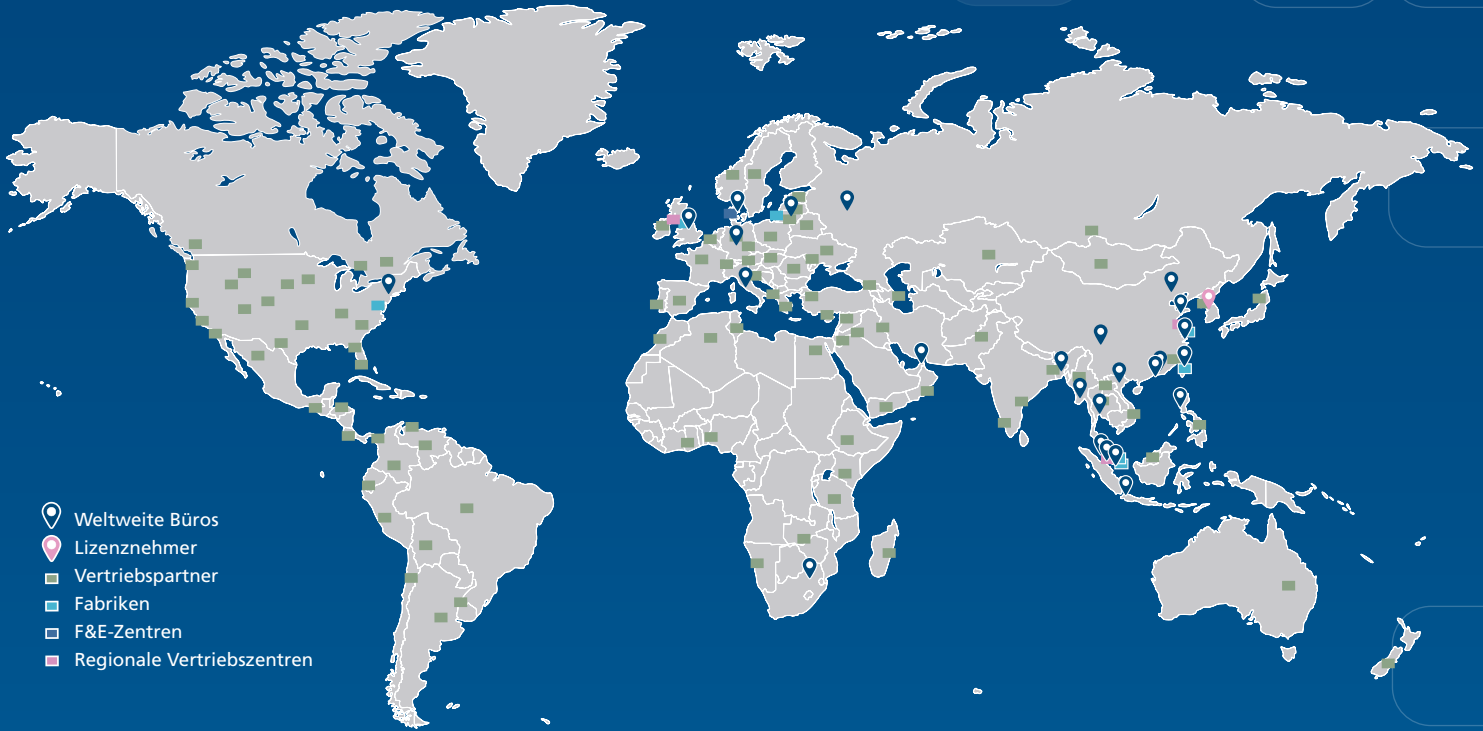 Weltweite Büros
Lizenznehmer
Vertriebspartner
Fabriken
F&E-Zentren
Regionale Vertriebszentren